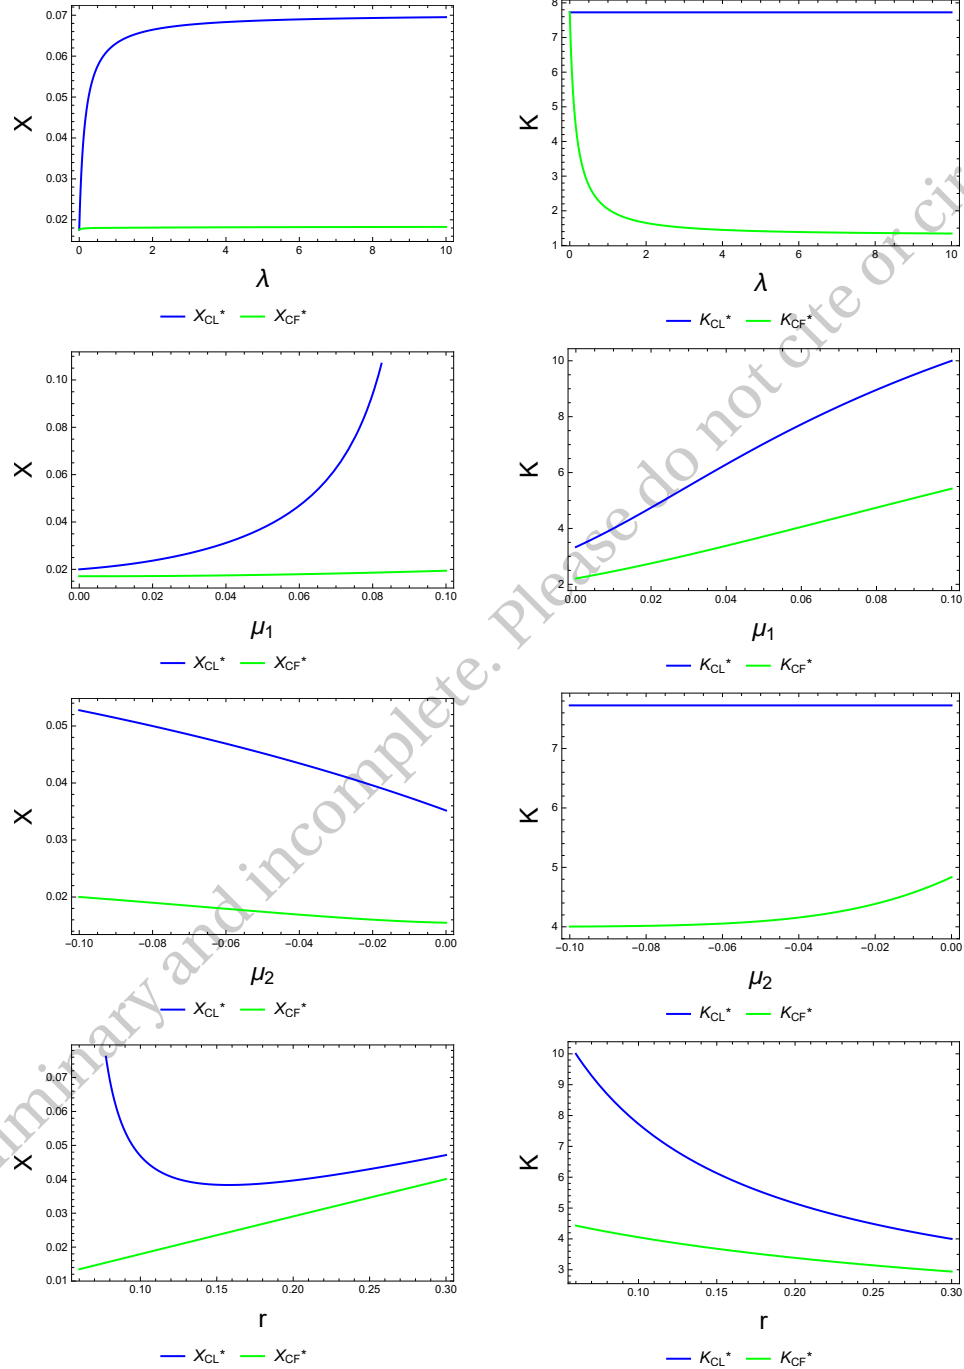 0.07
0.06
0.05
0.04
0.03
0.02
X
0 2 4 6 8 10
λ
X_CL* X_CF*
8
7
6
5
4
3
2
1
K
0 2 4 6 8 10
λ
K_CL* K_CF*
0.10
0.08
0.06
0.04
0.02
X
0.00 0.02 0.04 0.06 0.08 0.10
μ1
X_CL* X_CF*
10
8
6
4
2
K
0.00 0.02 0.04 0.06 0.08 0.10
μ1
K_CL* K_CF*
0.05
0.04
0.03
0.02
X
−0.10 −0.08 −0.06 −0.04 −0.02 0.00
μ2
X_CL* X_CF*
7
6
5
4
K
−0.10 −0.08 −0.06 −0.04 −0.02 0.00
μ2
K_CL* K_CF*
0.07
0.06
0.05
0.04
0.03
0.02
0.01
X
0.10 0.15 0.20 0.25 0.30
r
X_CL* X_CF*
10
9
8
7
6
5
4
3
K
0.10 0.15 0.20 0.25 0.30
r
K_CL* K_CF*
liminary and incomplete. Please do not cite or cir